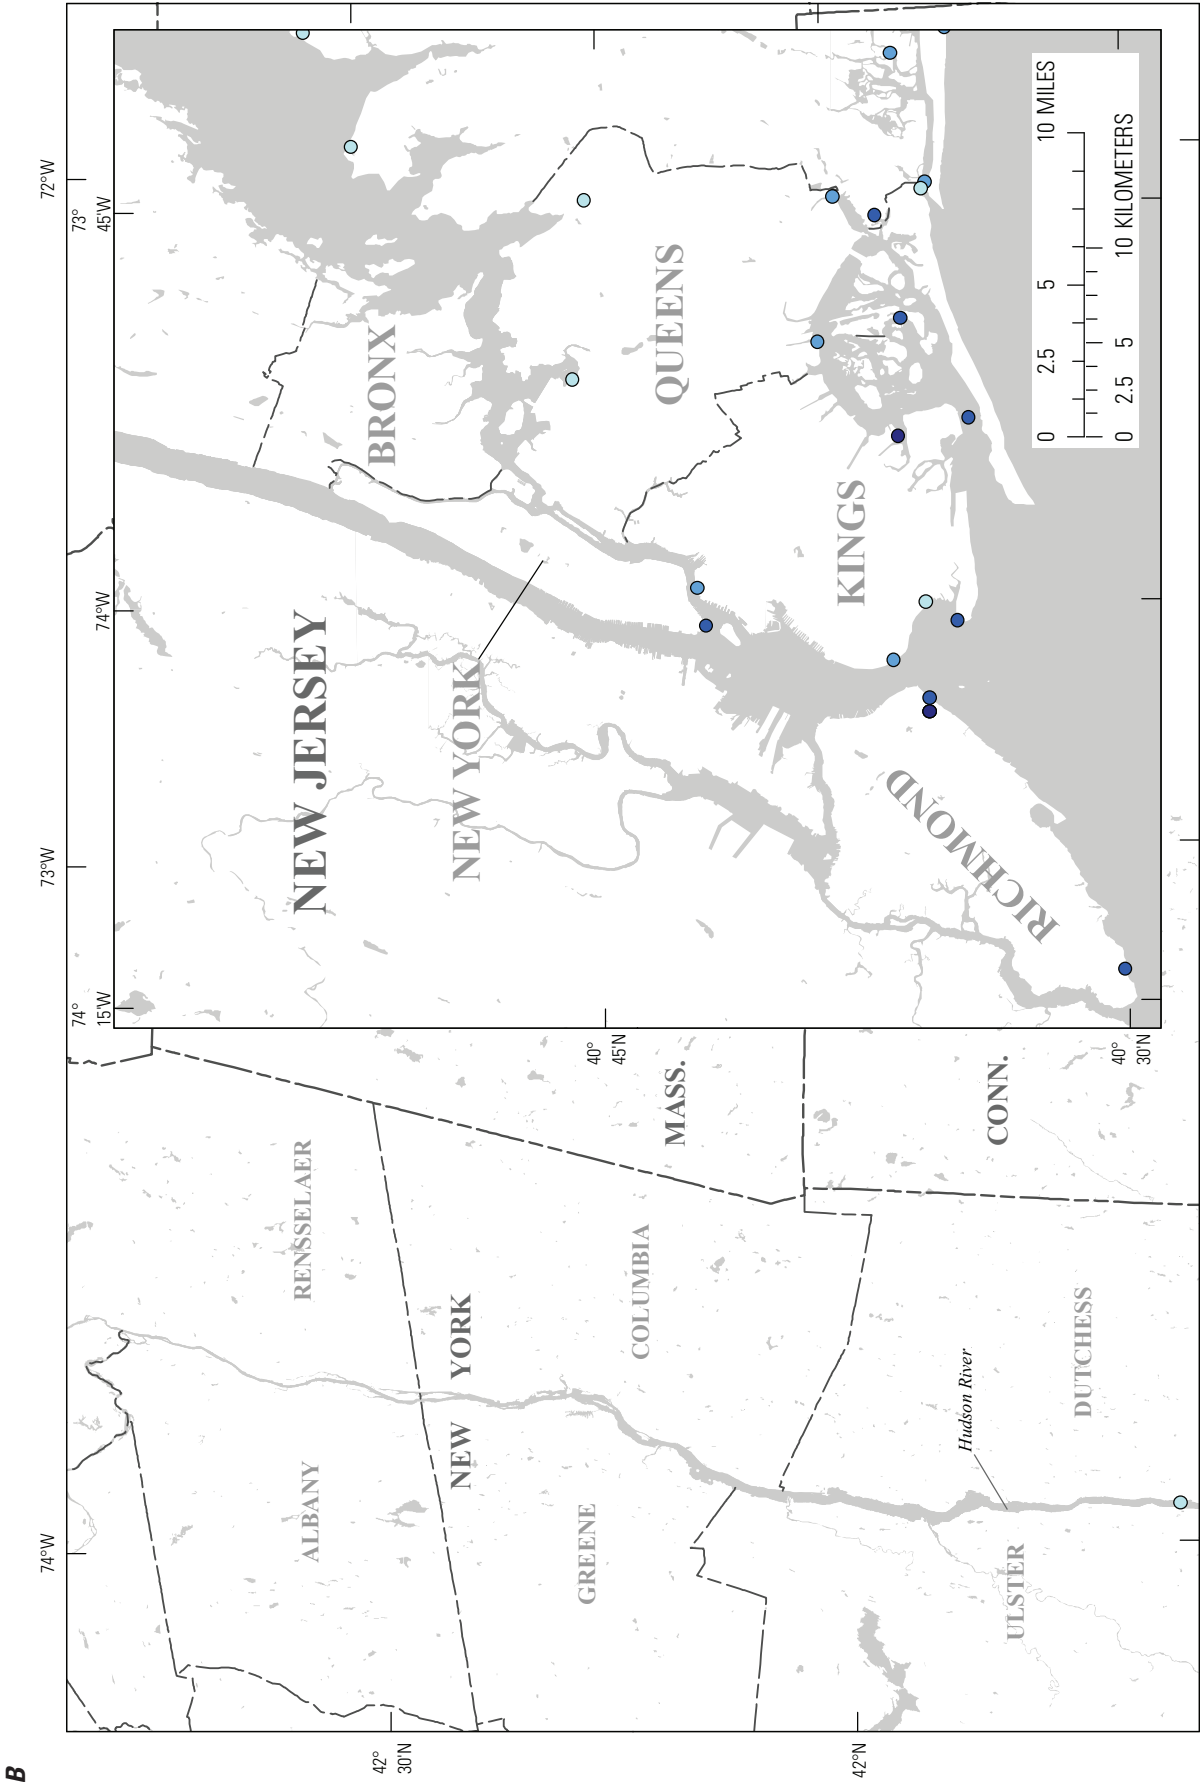 B
74°W
73°W
72°W
42°
30'N
42°N
ALBANY
RENSSELAER
NEW YORK
GREENE
COLUMBIA
MASS.
ULSTER
Hudson River
DUTCHESS
CONN.
74°
15'W
74°W
73°
45'W
40°
45'N
40°
30'N
NEW JERSEY
BRONX
NEW YORK
QUEENS
KINGS
RICHMOND
0 2.5 5 10 MILES
0 2.5 5 10 KILOMETERS